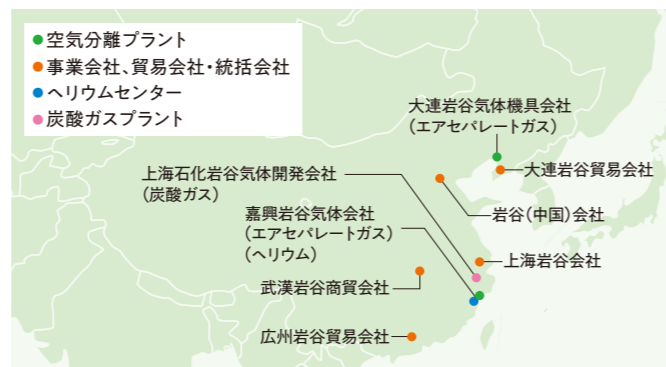 空気分離プラント
事業会社、貿易会社・統括会社
ヘリウムセンター
炭酸ガスプラント
大連岩谷気体機具会社
(エアセパレートガス)
大連岩谷貿易会社
上海石化岩谷気体開発会社
(炭酸ガス)
岩谷(中国)会社
嘉興岩谷気体会社
(エアセパレートガス)
(ヘリウム)
上海岩谷会社
武漢岩谷商貿会社
広州岩谷貿易会社